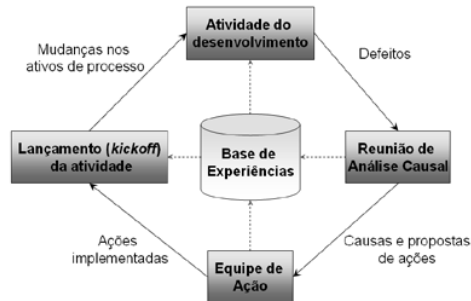 Atividade do
desenvolvimento
Mudanças nos
ativos de processo
Defeitos
Lançamento (kickoff)
da atividade
Base de
Experiências
Reunião de
Análise Causal
Ações
implementadas
Causas e propostas
de ações
Equipe de
Ação